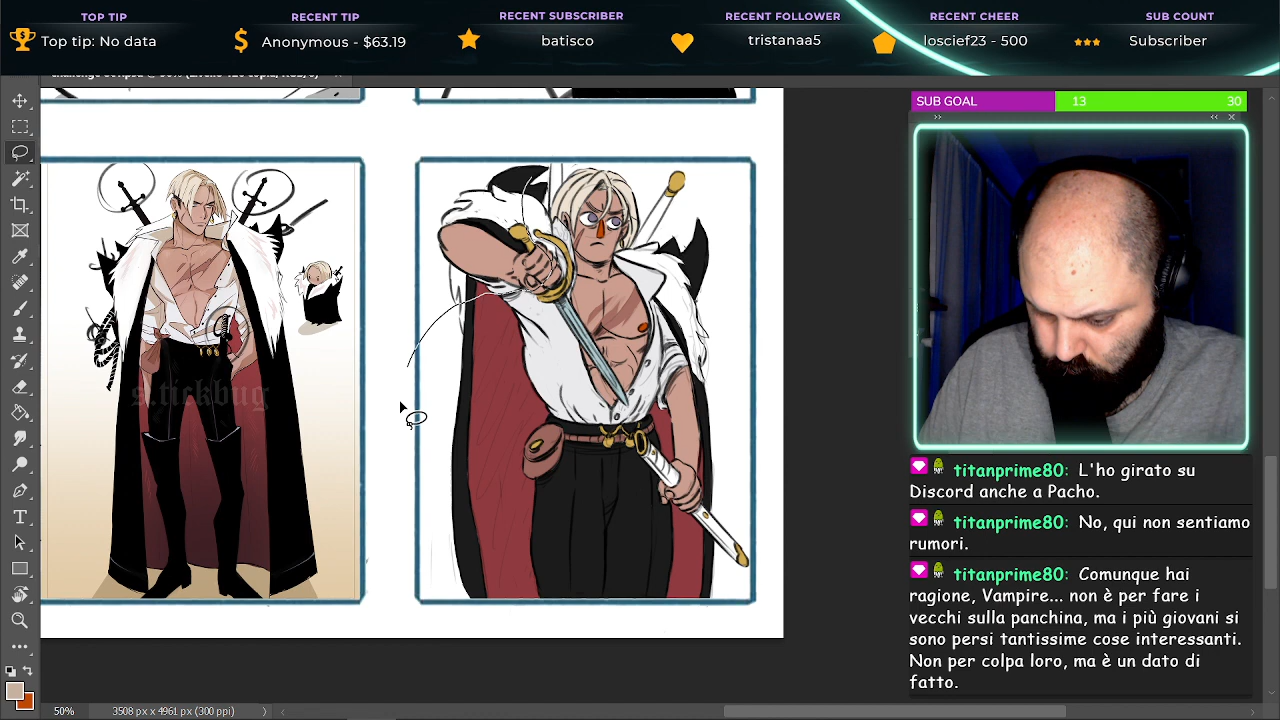 TOP TIP
Top tip: No data
RECENT TIP
Anonymous - $63.19
RECENT SUBSCRIBER
batisco
RECENT FOLLOWER
tristanaa5
RECENT CHEER
loscief23 - 500
SUB COUNT
Subscriber
SUB GOAL 13 30
s.tickbug
titanprime80: L'ho girato su
Discord anche a Pacho.
titanprime80: No, qui non sentiamo
rumori.
titanprime80: Comunque hai
ragione, Vampire... non è per fare i
vecchi sulla panchina, ma i più giovani si
sono persi tantissime cose interessanti.
Non per colpa loro, ma è un dato di
fatto.
50% 3508 px x 4961 px (300 ppi)